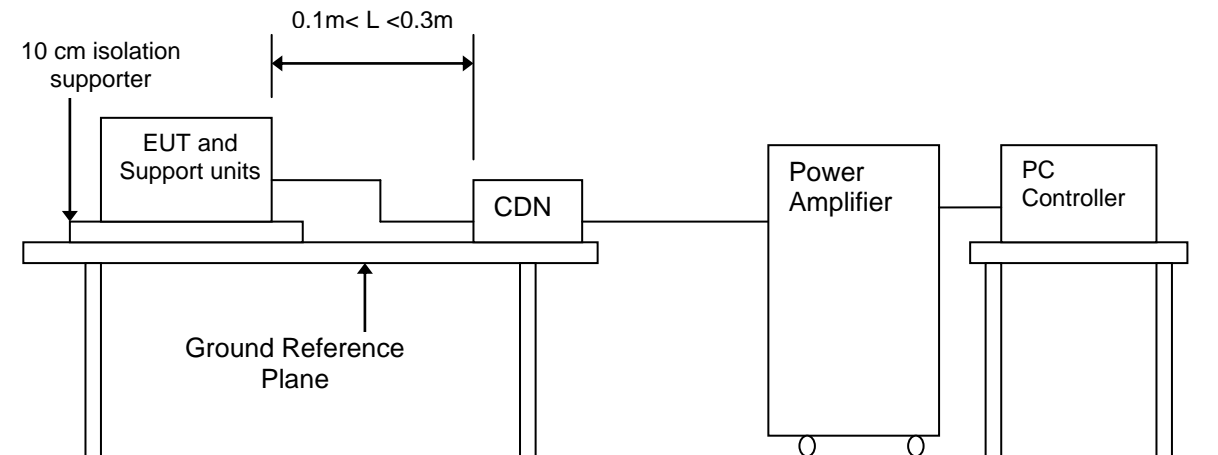 0.1m< L <0.3m
10 cm isolation
supporter
EUT and
Support units
CDN
Power
Amplifier
PC
Controller
Ground Reference
Plane